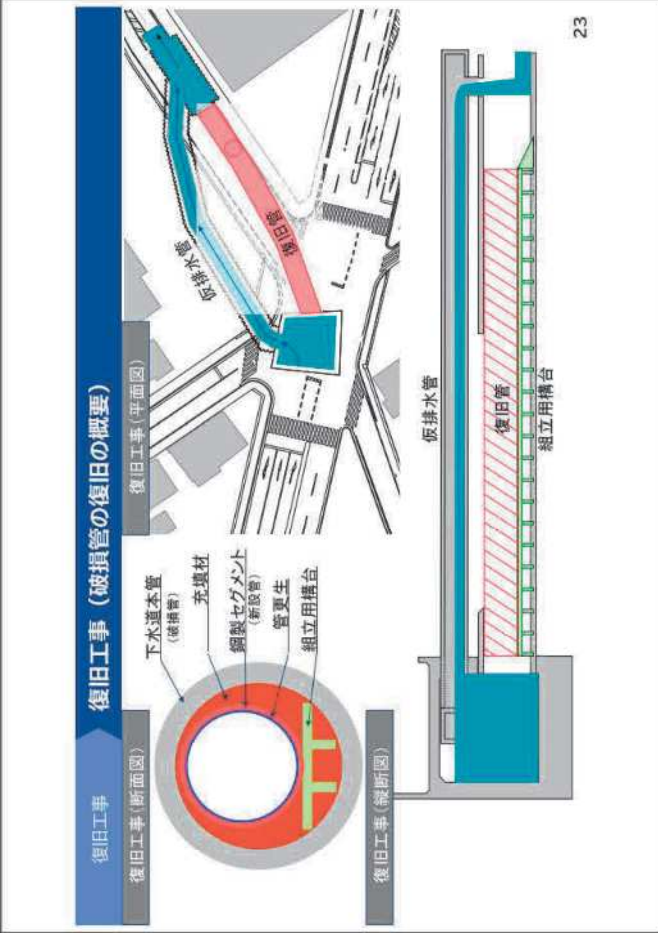 復旧工事
復旧工事（破損管の復旧の概要）
復旧工事（断面図）
下水道本管
（破損管）
充填材
鋼製セグメント
（新設管）
管更生
組立用構台
復旧工事（平面図）
仮排水管
復旧管
復旧工事（縦断図）
仮排水管
復旧管
組立用構台
23